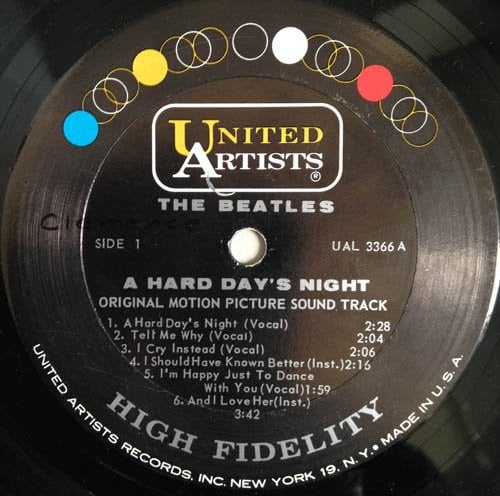 UNITED
ARTISTS®
THE BEATLES
Clemence
SIDE 1
UAL 3366 A
A HARD DAY'S NIGHT
ORIGINAL MOTION PICTURE SOUND TRACK
1. A Hard Day's Night (Vocal) 2:28
2. Tell Me Why (Vocal) 2:04
3. I Cry Instead (Vocal) 2:06
4. I Should Have Known Better (Inst.) 2:16
5. I'm Happy Just To Dance
With You (Vocal) 1:59
6. And I Love Her (Inst.)
3:42
HIGH FIDELITY
UNITED ARTISTS RECORDS, INC. NEW YORK 19, N.Y. • MADE IN U.S.A.